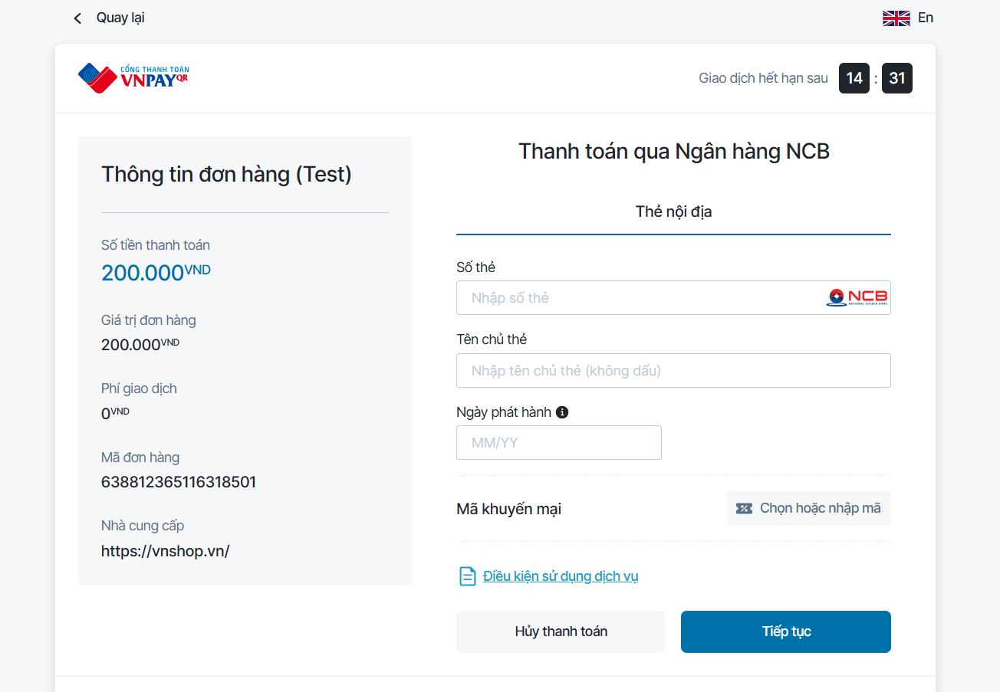 Quay lại
En
CỔNG THANH TOÁN
VNPAYQR
Giao dịch hết hạn sau 14 : 31
Thông tin đơn hàng (Test)
Số tiền thanh toán
200.000VND
Giá trị đơn hàng
200.000VND
Phí giao dịch
0VND
Mã đơn hàng
638812365116318501
Nhà cung cấp
https://vnshop.vn/
Thanh toán qua Ngân hàng NCB
Thẻ nội địa
Số thẻ
Nhập số thẻ
NCB
NATIONAL CITIZEN BANK
Tên chủ thẻ
Nhập tên chủ thẻ (không dấu)
Ngày phát hành
MM/YY
Mã khuyến mại
Chọn hoặc nhập mã
Điều kiện sử dụng dịch vụ
Hủy thanh toán
Tiếp tục